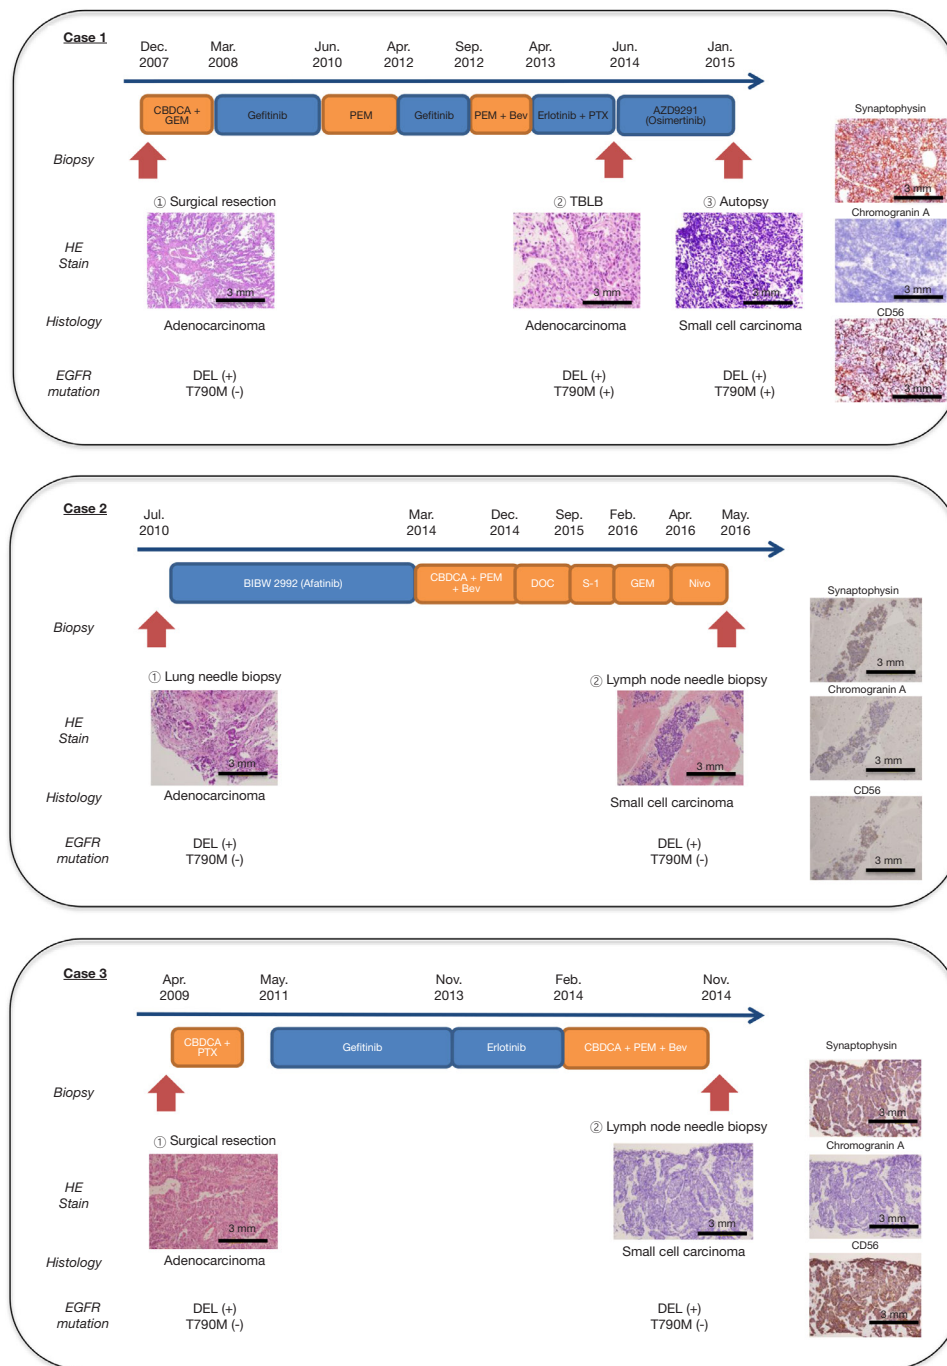 Case 1
Dec. 2007
Mar. 2008
Jun. 2010
Apr. 2012
Sep. 2012
Apr. 2013
Jun. 2014
Jan. 2015
CBDCA + GEM
Gefitinib
PEM
Gefitinib
PEM + Bev
Erlotinib + PTX
AZD9291 (Osimertinib)
Biopsy
① Surgical resection
② TBLB
③ Autopsy
HE Stain
3 mm
3 mm
3 mm
Histology
Adenocarcinoma
Adenocarcinoma
Small cell carcinoma
EGFR mutation
DEL (+)
T790M (-)
DEL (+)
T790M (+)
DEL (+)
T790M (+)
Synaptophysin
3 mm
Chromogranin A
3 mm
CD56
3 mm
Case 2
Jul. 2010
Mar. 2014
Dec. 2014
Sep. 2015
Feb. 2016
Apr. 2016
May. 2016
BIBW 2992 (Afatinib)
CBDCA + PEM + Bev
DOC
S-1
GEM
Nivo
Biopsy
① Lung needle biopsy
② Lymph node needle biopsy
HE Stain
3 mm
3 mm
Histology
Adenocarcinoma
Small cell carcinoma
EGFR mutation
DEL (+)
T790M (-)
DEL (+)
T790M (-)
Synaptophysin
3 mm
Chromogranin A
3 mm
CD56
3 mm
Case 3
Apr. 2009
May. 2011
Nov. 2013
Feb. 2014
Nov. 2014
CBDCA + PTX
Gefitinib
Erlotinib
CBDCA + PEM + Bev
Biopsy
① Surgical resection
② Lymph node needle biopsy
HE Stain
3 mm
3 mm
Histology
Adenocarcinoma
Small cell carcinoma
EGFR mutation
DEL (+)
T790M (-)
DEL (+)
T790M (-)
Synaptophysin
3 mm
Chromogranin A
3 mm
CD56
3 mm